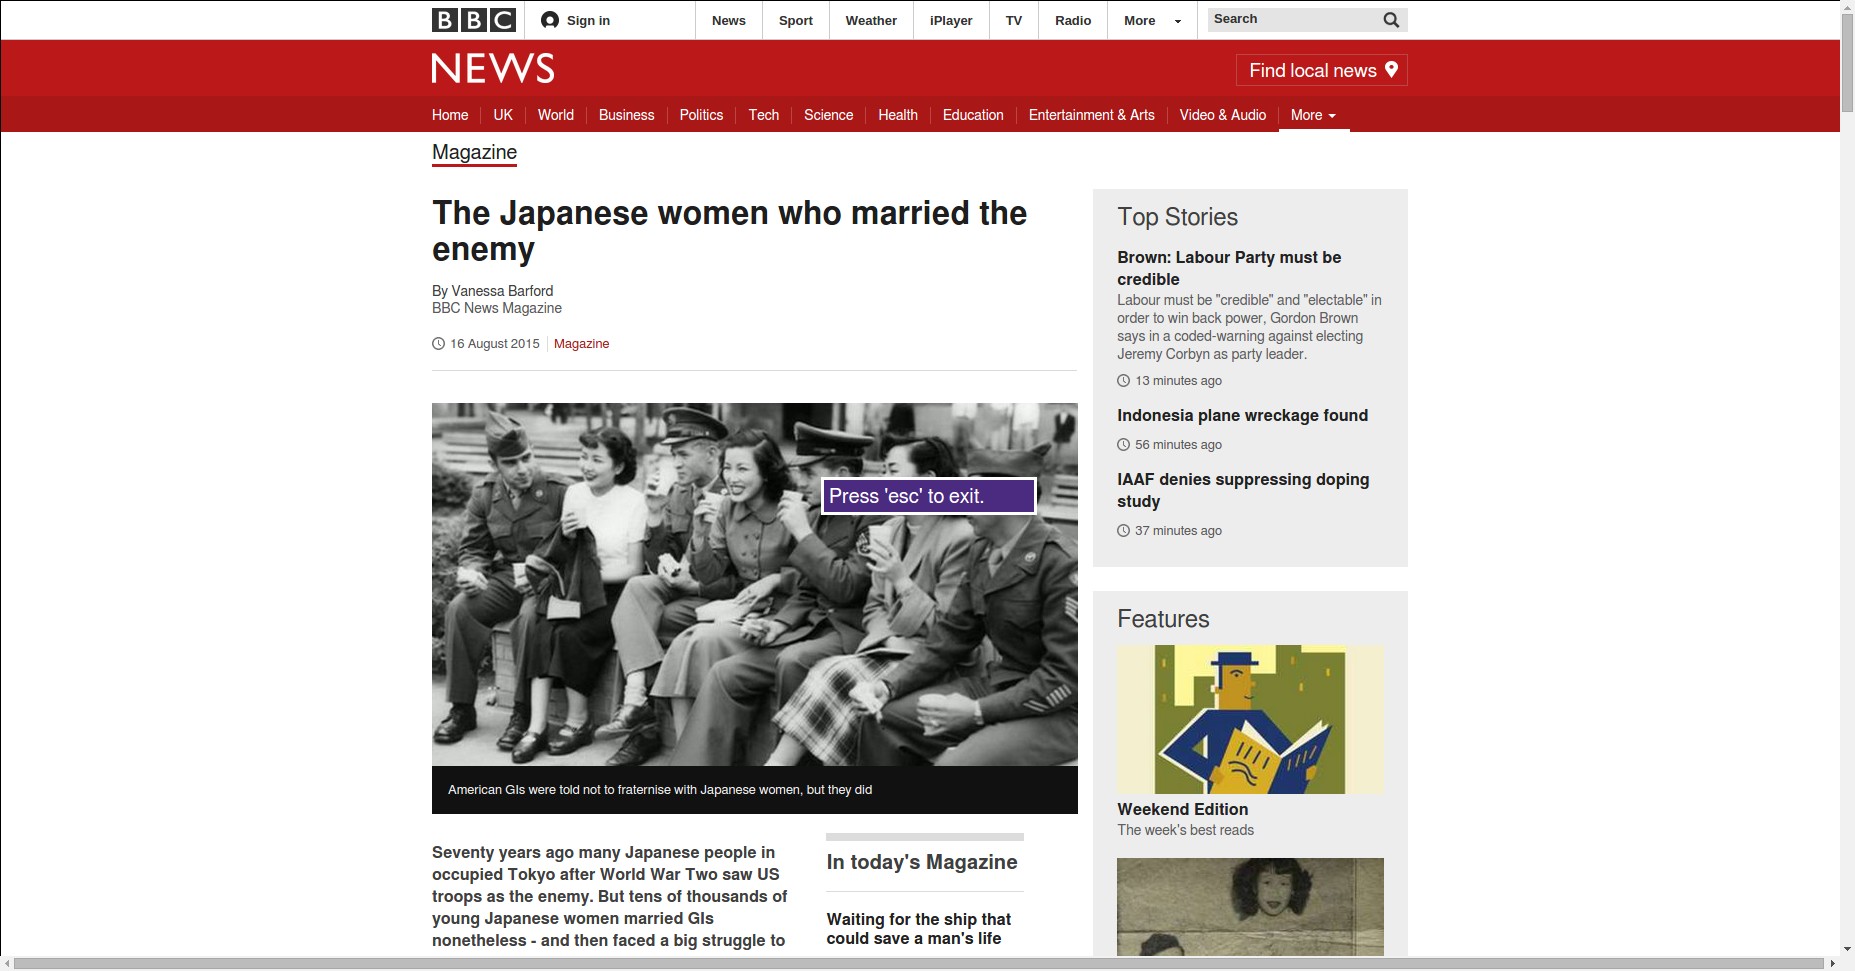 BBC
Sign in
News
Sport
Weather
iPlayer
TV
Radio
More
Search
NEWS
Find local news
Home
UK
World
Business
Politics
Tech
Science
Health
Education
Entertainment & Arts
Video & Audio
More
Magazine
The Japanese women who married the
enemy
By Vanessa Barford
BBC News Magazine
16 August 2015
Magazine
Press 'esc' to exit.
American GIs were told not to fraternise with Japanese women, but they did
Seventy years ago many Japanese people in
occupied Tokyo after World War Two saw US
troops as the enemy. But tens of thousands of
young Japanese women married GIs
nonetheless - and then faced a big struggle to
In today's Magazine
Waiting for the ship that
could save a man's life
Top Stories
Brown: Labour Party must be
credible
Labour must be "credible" and "electable" in
order to win back power, Gordon Brown
says in a coded-warning against electing
Jeremy Corbyn as party leader.
13 minutes ago
Indonesia plane wreckage found
56 minutes ago
IAAF denies suppressing doping
study
37 minutes ago
Features
Weekend Edition
The week's best reads